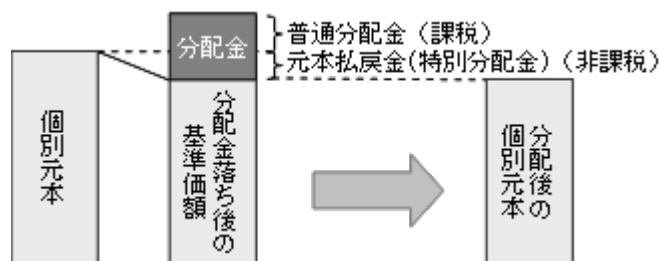 分配金
普通分配金（課税）
元本払戻金(特別分配金)（非課税）
個別元本
分配金落ち後の
基準価額
分配後の
個別元本